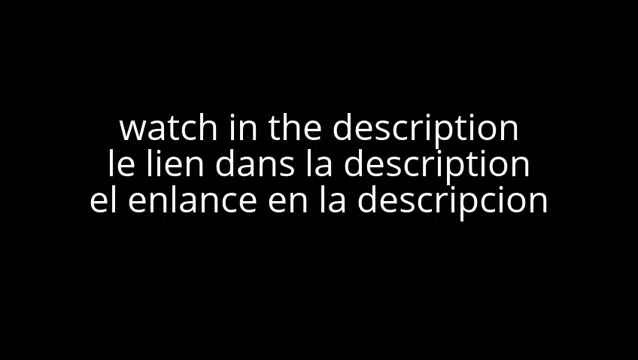 watch in the description
le lien dans la description
el enlance en la descripcion